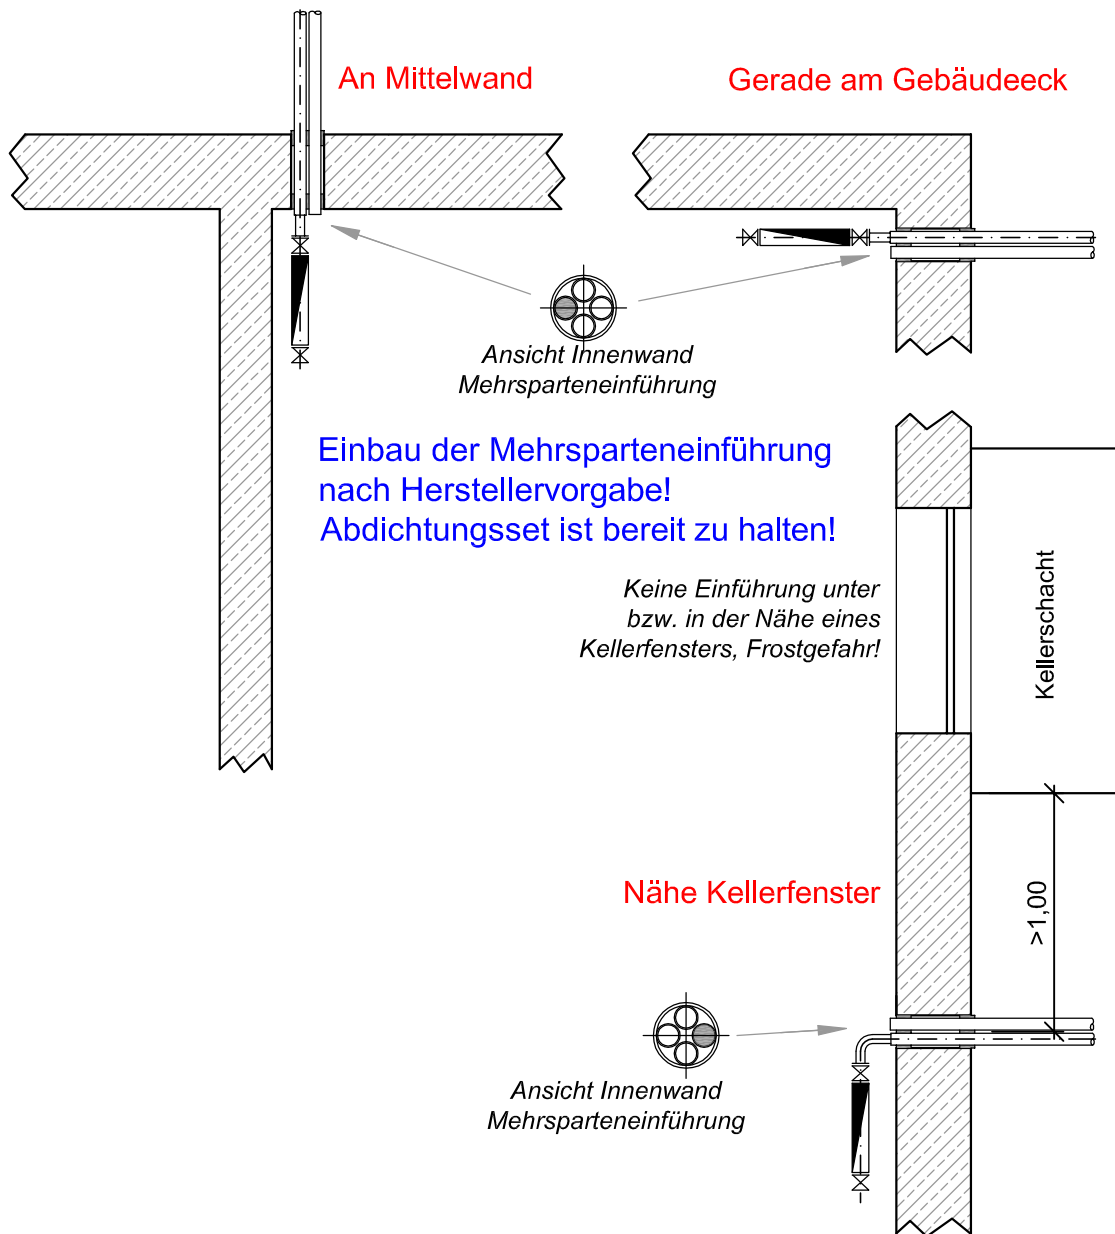 An Mittelwand
Gerade am Gebäudeeck
Ansicht Innenwand
Mehrsparteneinführung
Einbau der Mehrsparteneinführung
nach Herstellervorgabe!
Abdichtungsset ist bereit zu halten!
Keine Einführung unter
bzw. in der Nähe eines
Kellerfensters, Frostgefahr!
Kellerschacht
Nähe Kellerfenster
>1,00
Ansicht Innenwand
Mehrsparteneinführung